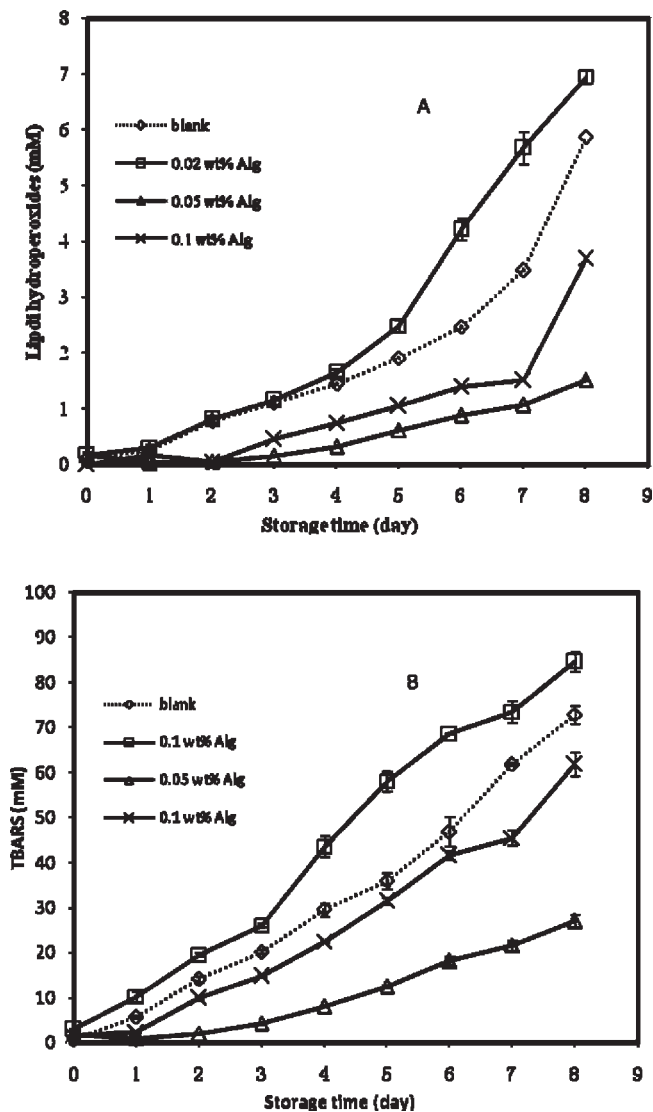 7
6
5
4
3
2
1
0
Lipdi hydroperoxides (mM)
A
blank
0.02 wt% Alg
0.05 wt% Alg
0.1 wt% Alg
0 1 2 3 4 5 6 7 8 9
Storage time (day)
100
90
80
70
60
50
40
30
20
10
0
TBARS (mM)
B
blank
0.1 wt% Alg
0.05 wt% Alg
0.1 wt% Alg
0 1 2 3 4 5 6 7 8 9
Storage time (day)